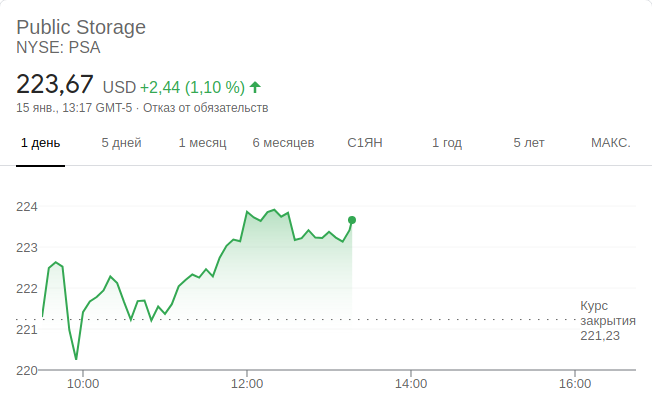 Public Storage
NYSE: PSA
223,67 USD +2,44 (1,10 %)
15 янв., 13:17 GMT-5 · Отказ от обязательств
1 день 5 дней 1 месяц 6 месяцев С1ЯН 1 год 5 лет МАКС.
224
223
222
221
220
Курс
закрытия
221,23
10:00 12:00 14:00 16:00